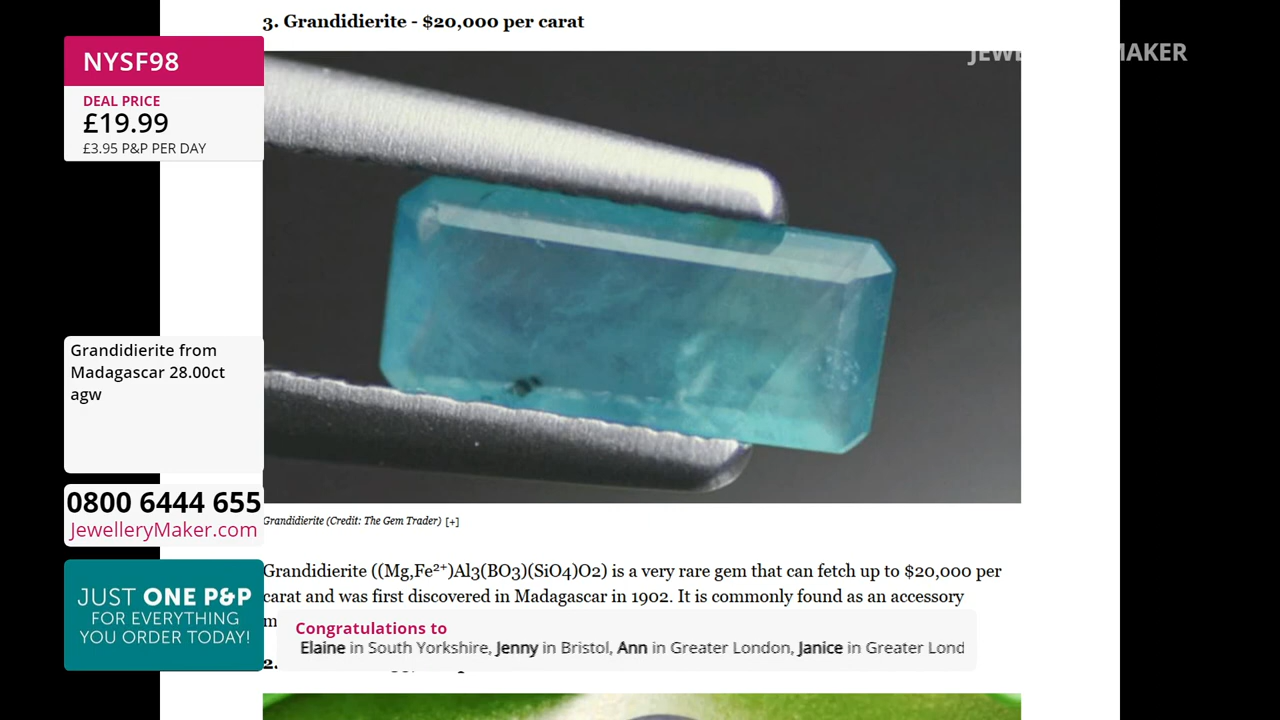 3. Grandidierite - $20,000 per carat
NYSF98
DEAL PRICE
£19.99
£3.95 P&P PER DAY
Grandidierite from
Madagascar 28.00ct
agw
0800 6444 655
JewelleryMaker.com
JUST ONE P&P
FOR EVERYTHING
YOU ORDER TODAY!
Grandidierite (Credit: The Gem Trader) [+]
Grandidierite ((Mg,Fe²⁺)Al3(BO3)(SiO4)O2) is a very rare gem that can fetch up to $20,000 per
carat and was first discovered in Madagascar in 1902. It is commonly found as an accessory
Congratulations to
Elaine in South Yorkshire, Jenny in Bristol, Ann in Greater London, Janice in Greater Lond
2.